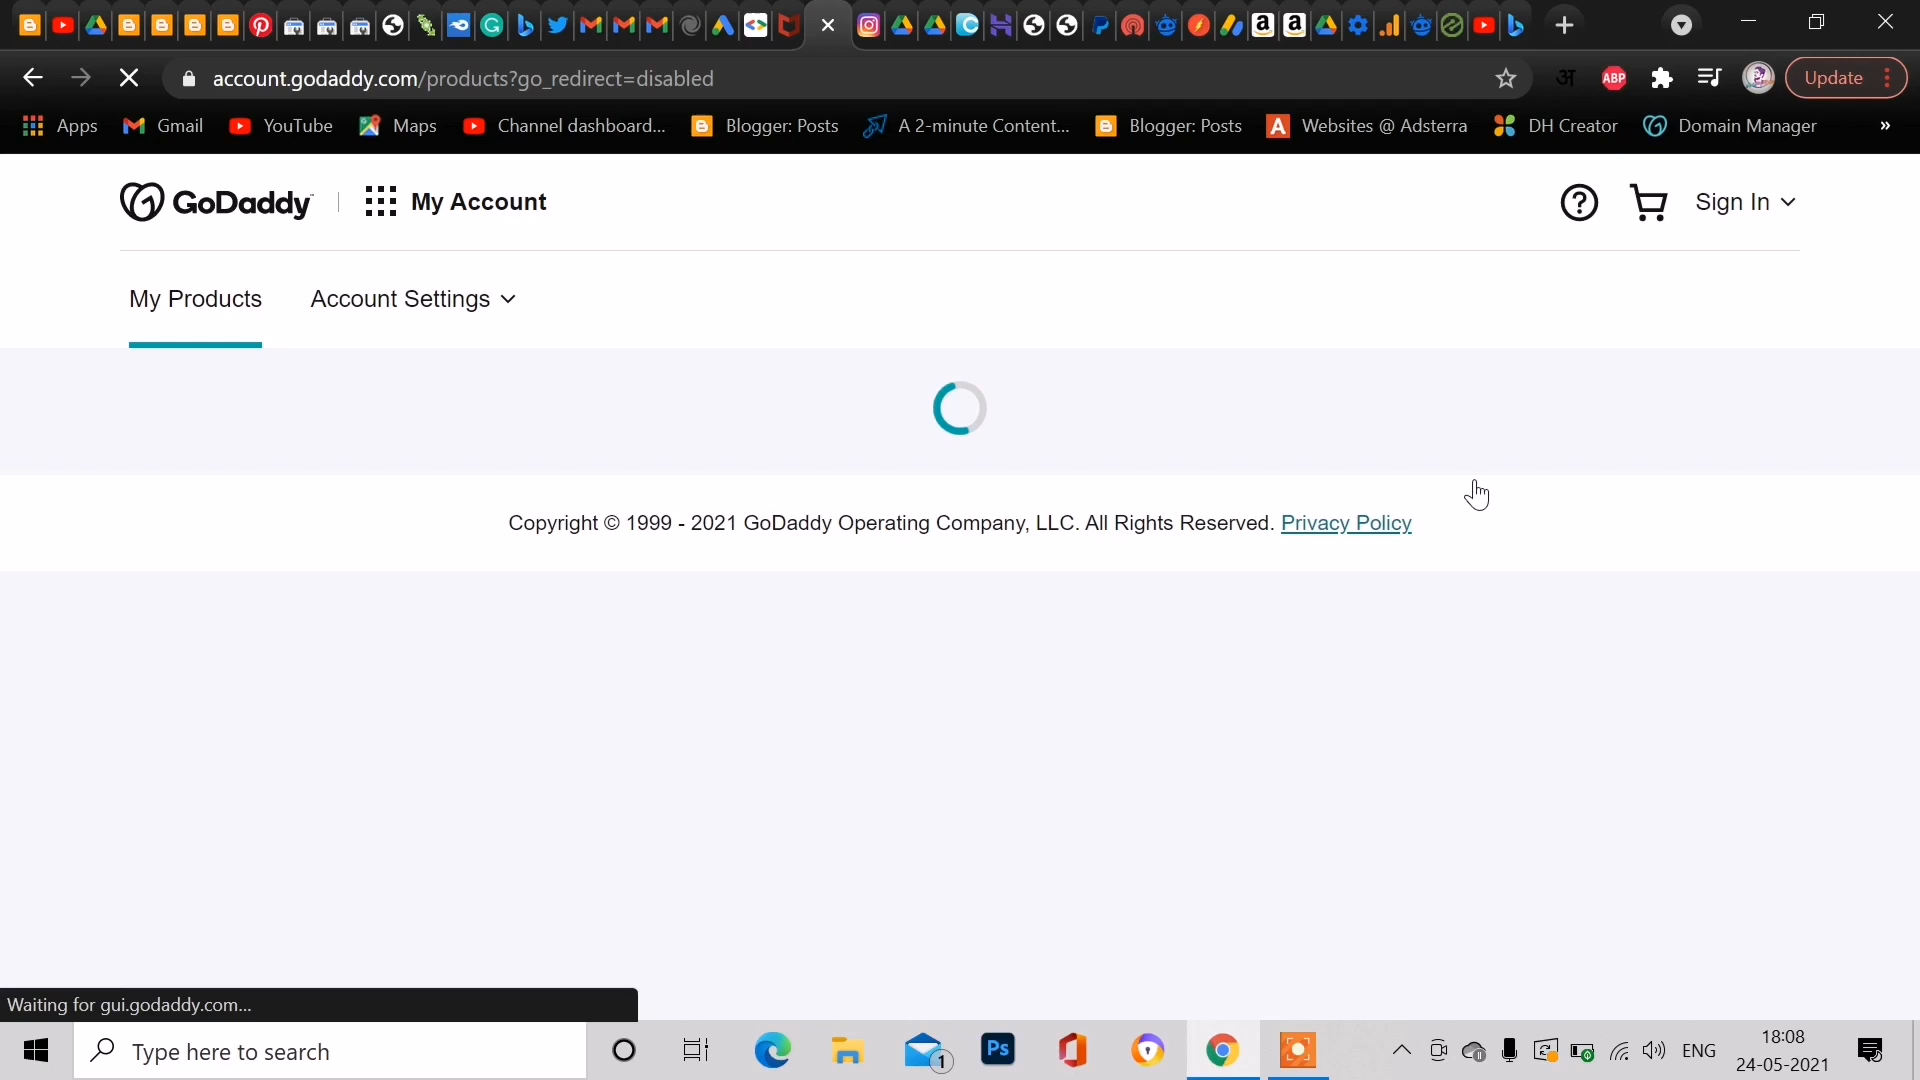 account.godaddy.com/products?go_redirect=disabled
अ
ABP
Update
Apps
Gmail
YouTube
Maps
Channel dashboard...
Blogger: Posts
A 2-minute Content...
Blogger: Posts
A
Websites @ Adsterra
DH Creator
Domain Manager
»
GoDaddy
My Account
Sign In
My Products
Account Settings
Copyright © 1999 - 2021 GoDaddy Operating Company, LLC. All Rights Reserved. Privacy Policy
Waiting for gui.godaddy.com...
Type here to search
1
Ps
ENG
18:08
24-05-2021